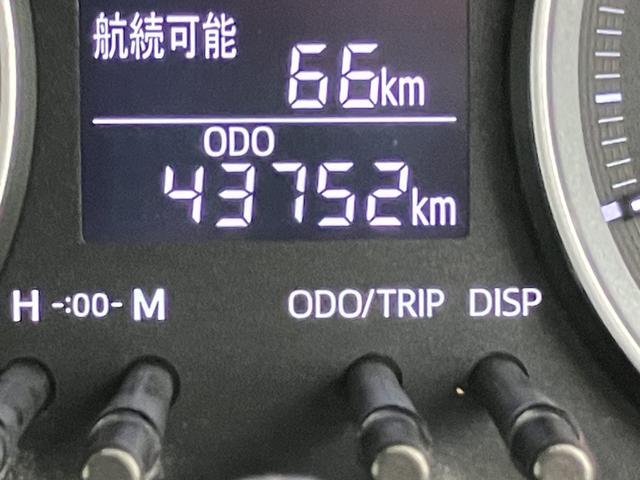 航続可能
66km
ODO
43752km
H -:00- M ODO/TRIP DISP